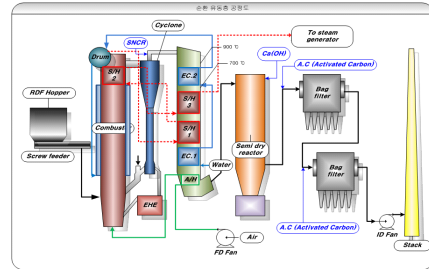 순환 유동층 공정도
Cyclone
SNCR
Drum
S/H
2
900 ℃
700 ℃
EC.2
S/H
3
S/H
1
EC.1
A/H
To steam
generator
Ca(OH)
A.C (Activated Carbon)
RDF Hopper
Combust
Screw feeder
EHE
Water
Semi dry
reactor
Bag
filter
Bag
filter
A.C (Activated Carbon)
Air
FD Fan
ID Fan
Stack